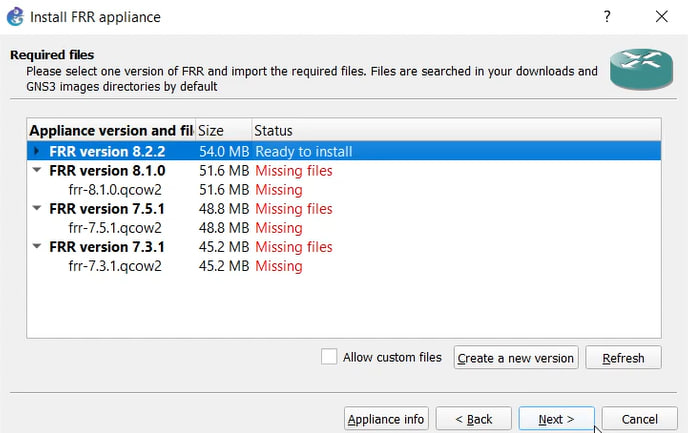 Install FRR appliance
Required files
Please select one version of FRR and import the required files. Files are searched in your downloads and
GNS3 images directories by default
Appliance version and fil Size Status
FRR version 8.2.2 54.0 MB Ready to install
FRR version 8.1.0 51.6 MB Missing files
frr-8.1.0.qcow2 51.6 MB Missing
FRR version 7.5.1 48.8 MB Missing files
frr-7.5.1.qcow2 48.8 MB Missing
FRR version 7.3.1 45.2 MB Missing files
frr-7.3.1.qcow2 45.2 MB Missing
Allow custom files Create a new version Refresh
Appliance info < Back Next > Cancel